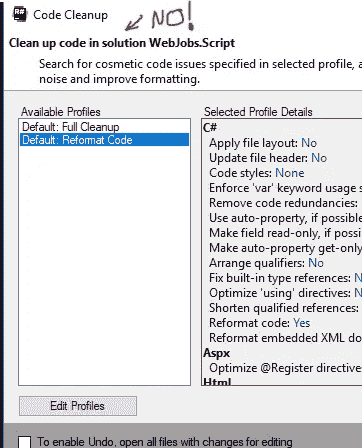 R#
Code Cleanup
NO!
Clean up code in solution WebJobs.Script
Search for cosmetic code issues specified in selected profile, a
noise and improve formatting.
Available Profiles
Default: Full Cleanup
Default: Reformat Code
Edit Profiles
Selected Profile Details
C#
Apply file layout: No
Update file header: No
Code styles: None
Enforce 'var' keyword usage s
Remove code redundancies:
Use auto-property, if possible
Make field read-only, if possi
Make auto-property get-only
Arrange qualifiers: No
Fix built-in type references: N
Optimize 'using' directives: N
Shorten qualified references:
Reformat code: Yes
Reformat embedded XML do
Aspx
Optimize @Register directives
Html
To enable Undo, open all files with changes for editing